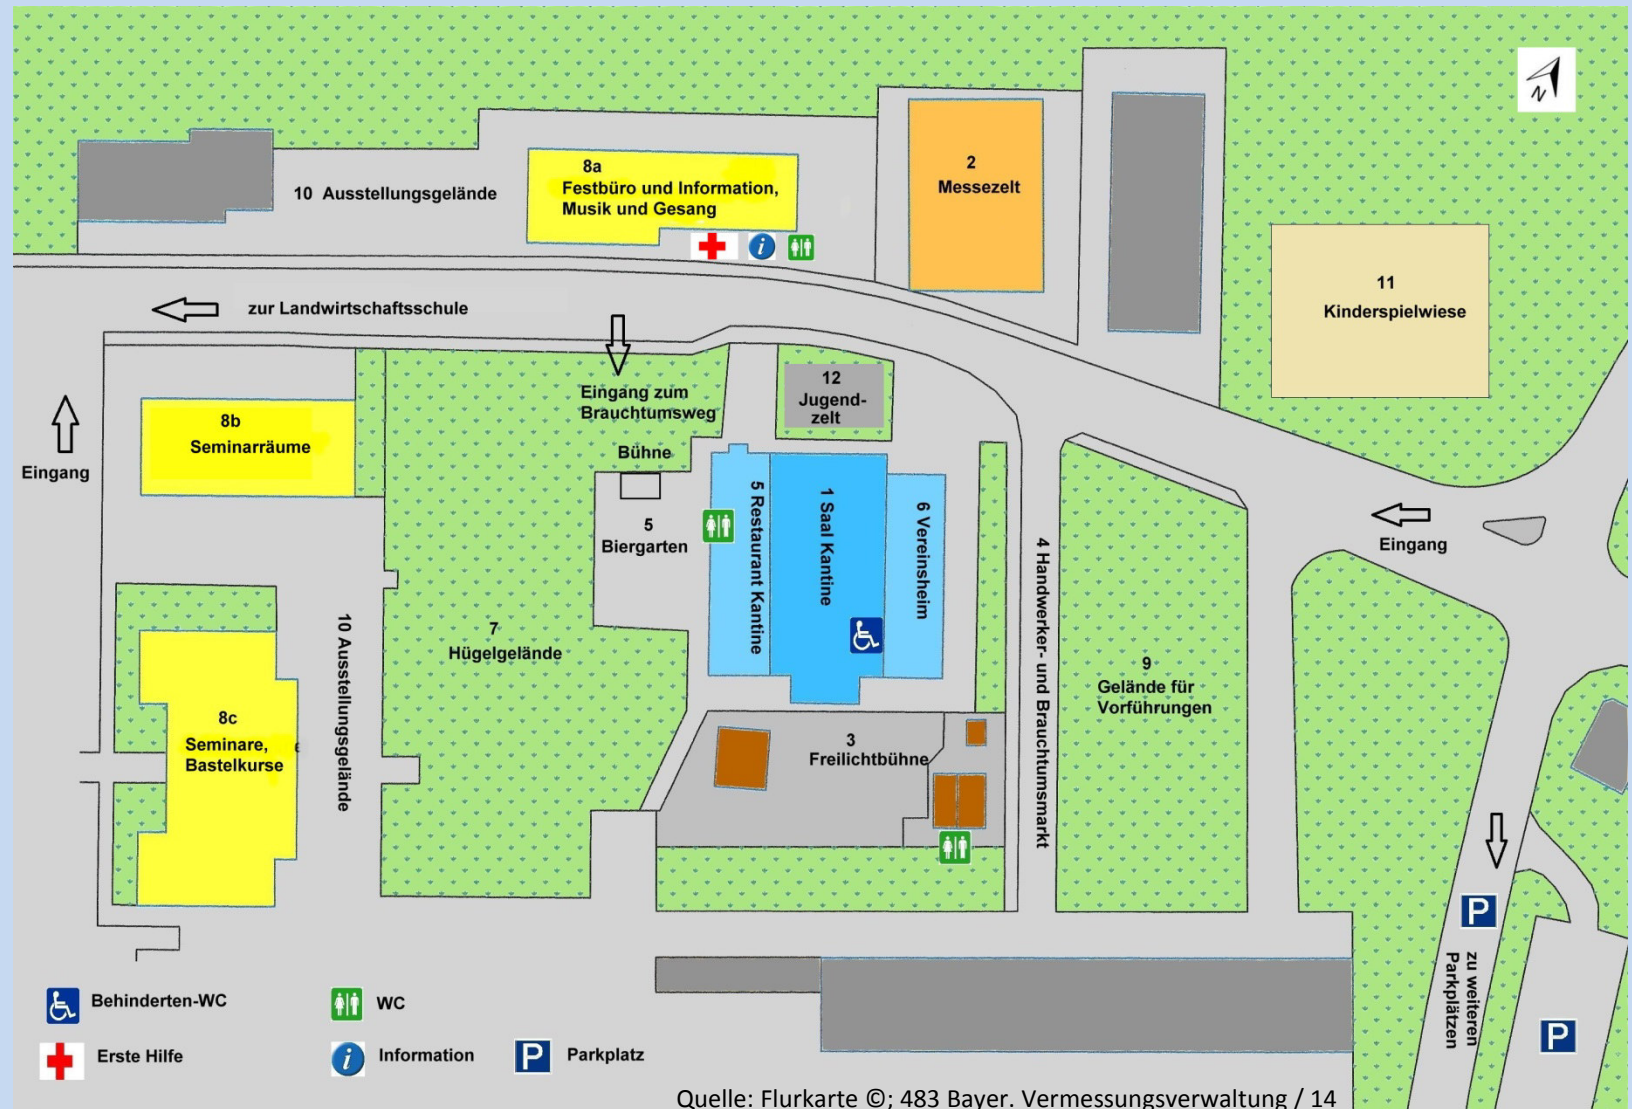 N
2
Messezelt
8a
Festbüro und Information,
Musik und Gesang
10 Ausstellungsgelände
11
Kinderspielwiese
zur Landwirtschaftsschule
Eingang zum
Brauchtumsweg
12
Jugend-
zelt
8b
Seminarräume
Eingang
Bühne
5
Biergarten
5 Restaurant Kantine
1 Saal Kantine
6 Vereinsheim
4 Handwerker- und Brauchtumsmarkt
Eingang
7
Hügelgelände
10 Ausstellungsgelände
9
Gelände für
Vorführungen
8c
Seminare,
Bastelkurse
3
Freilichtbühne
P
zu weiteren
Parkplätzen
P
Behinderten-WC
WC
Erste Hilfe
i Information
P Parkplatz
Quelle: Flurkarte ©; 483 Bayer. Vermessungsverwaltung / 14